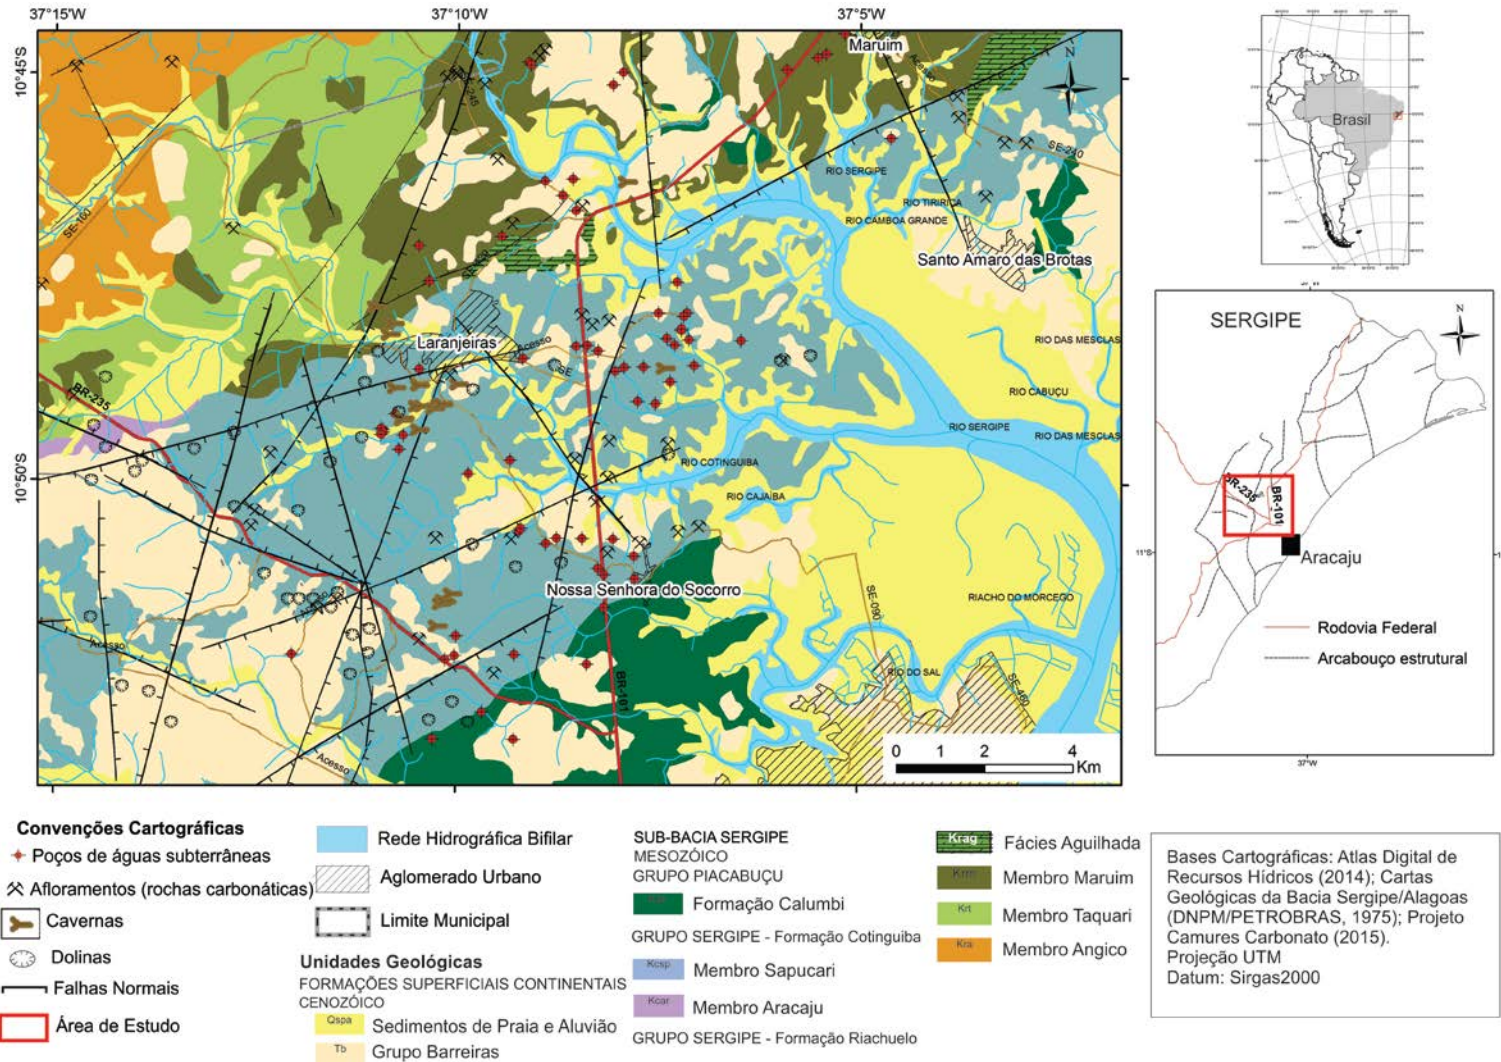 37°15'W
37°10'W
37°5'W
10°45'S
10°50'S
Maruim
Acesso
N
SE-245
SE-240
SE-160
RIO SERGIPE
RIO TIRIRICA
RIO CAMBOA GRANDE
Santo Amaro das Brotas
Laranjeiras
Acesso
SE
RIO DAS MESCLAS
RIO CABUÇU
BR-235
RIO SERGIPE
RIO DAS MESCLAS
RIO COTINGUIBA
RIO CAJAÍBA
Nossa Senhora do Socorro
SE-090
RIACHO DO MORCEGO
Acesso
RIO DO SAL
BR-101
SE-460
Acesso
0 1 2 4
Km
Brasil
SERGIPE
N
BR-235
BR-101
11°S
Aracaju
Rodovia Federal
Arcabouço estrutural
37°W
Convenções Cartográficas
Poços de águas subterrâneas
Afloramentos (rochas carbonáticas)
Cavernas
Dolinas
Falhas Normais
Área de Estudo
Rede Hidrográfica Bifilar
Aglomerado Urbano
Limite Municipal
Unidades Geológicas
FORMAÇÕES SUPERFICIAIS CONTINENTAIS
CENOZÓICO
Qspa Sedimentos de Praia e Aluvião
Tb Grupo Barreiras
SUB-BACIA SERGIPE
MESOZÓICO
GRUPO PIACABUÇU
Formação Calumbi
GRUPO SERGIPE - Formação Cotinguiba
Kcsp Membro Sapucari
Kcar Membro Aracaju
GRUPO SERGIPE - Formação Riachuelo
Krag Fácies Aguilhada
Krm Membro Maruim
Krt Membro Taquari
Kra Membro Angico
Bases Cartográficas: Atlas Digital de
Recursos Hídricos (2014); Cartas
Geológicas da Bacia Sergipe/Alagoas
(DNPM/PETROBRAS, 1975); Projeto
Camures Carbonato (2015).
Projeção UTM
Datum: Sirgas2000